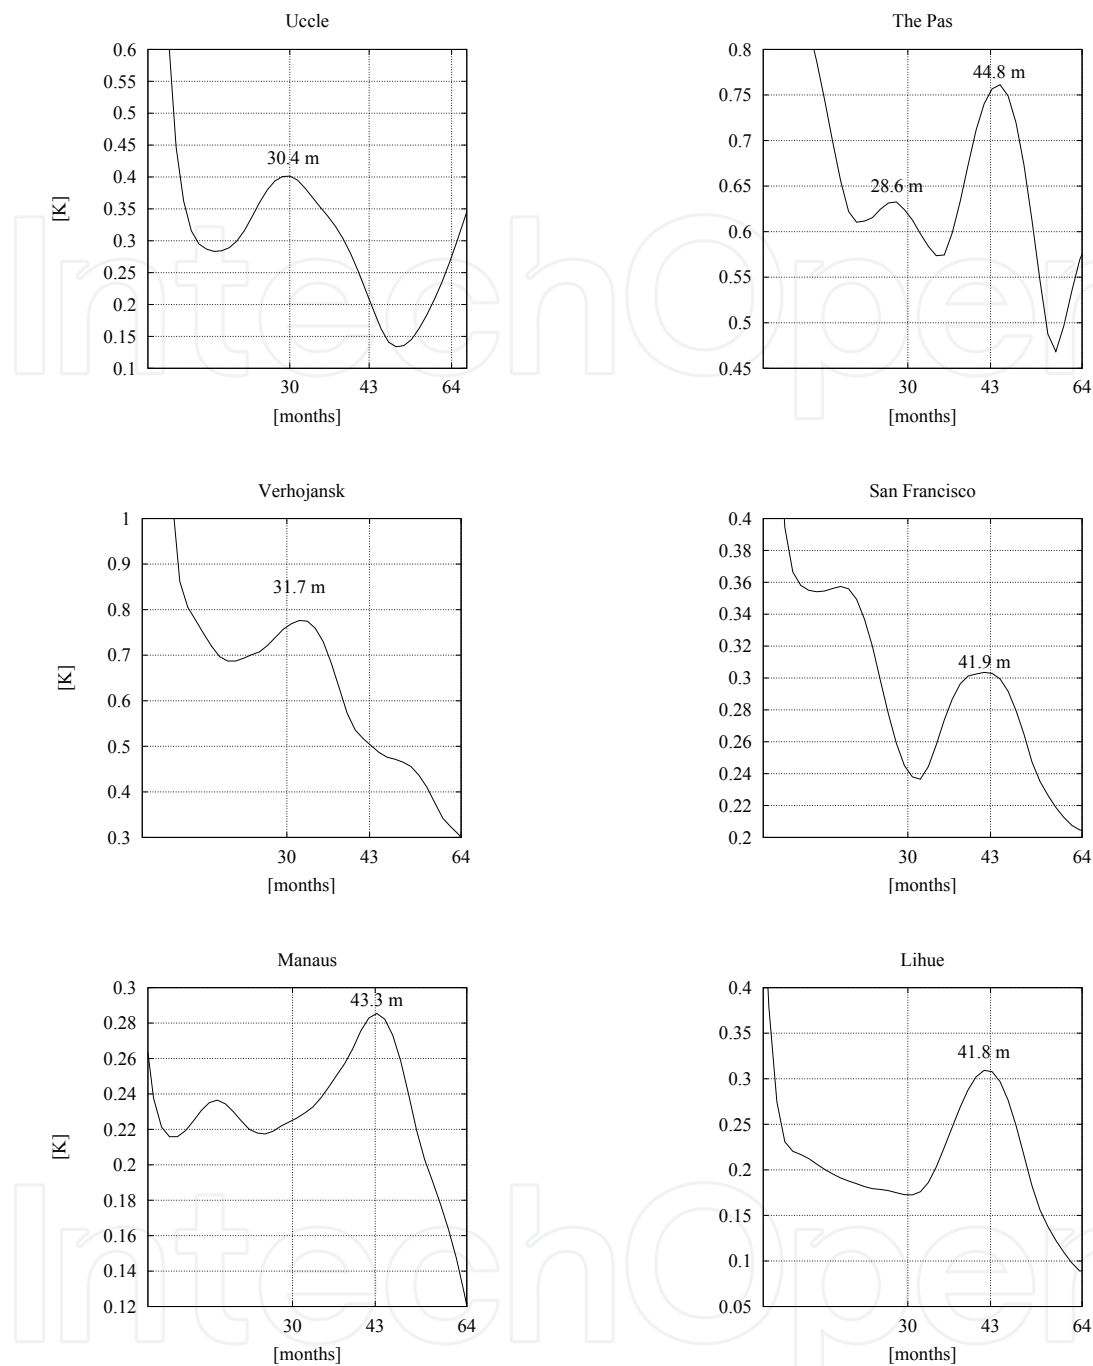 Uccle
0.6
0.55
0.5
0.45
0.4
0.35
0.3
0.25
0.2
0.15
0.1
[K]
30.4 m
30 43 64
[months]
The Pas
0.8
0.75
0.7
0.65
0.6
0.55
0.5
0.45
44.8 m
28.6 m
30 43 64
[months]
Verhojansk
1
0.9
0.8
0.7
0.6
0.5
0.4
0.3
[K]
31.7 m
30 43 64
[months]
San Francisco
0.4
0.38
0.36
0.34
0.32
0.3
0.28
0.26
0.24
0.22
0.2
41.9 m
30 43 64
[months]
Manaus
0.3
0.28
0.26
0.24
0.22
0.2
0.18
0.16
0.14
0.12
[K]
43.3 m
30 43 64
[months]
Lihue
0.4
0.35
0.3
0.25
0.2
0.15
0.1
0.05
41.8 m
30 43 64
[months]
IntechOpen
IntechOpen